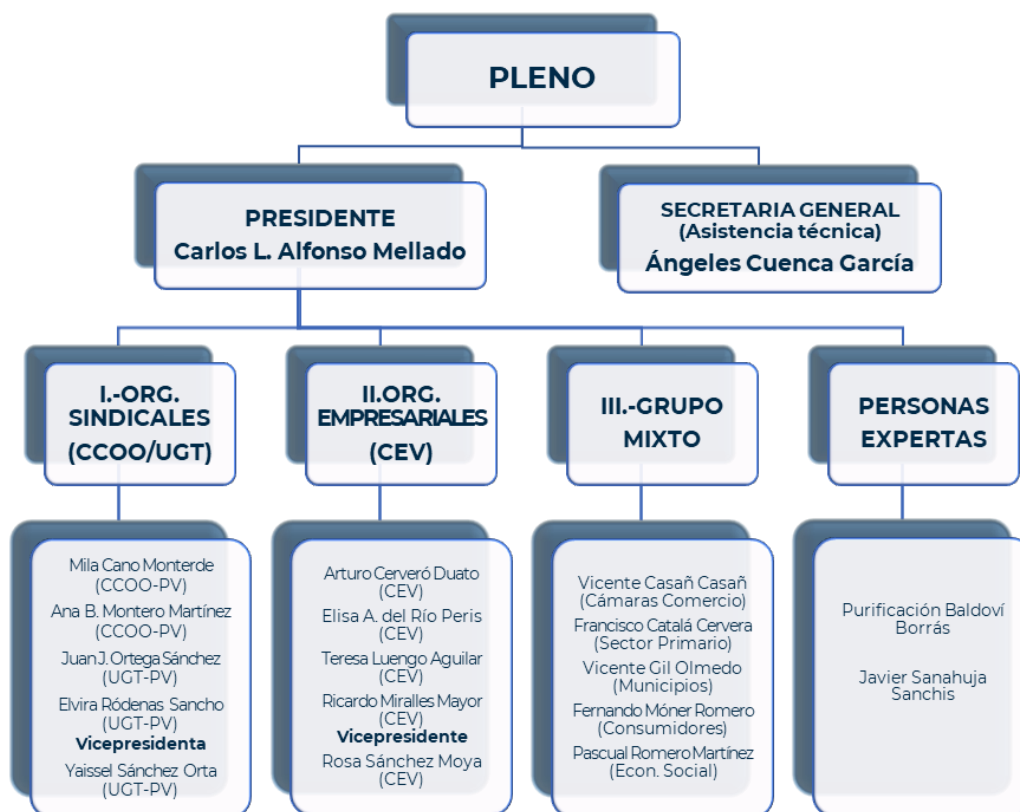 PLENO
PRESIDENTE
Carlos L. Alfonso Mellado
SECRETARIA GENERAL
(Asistencia técnica)
Ángeles Cuenca García
I.-ORG.
SINDICALES
(CCOO/UGT)
II.ORG.
EMPRESARIALES
(CEV)
III.-GRUPO
MIXTO
PERSONAS
EXPERTAS
Mila Cano Monterde
(CCOO-PV)
Ana B. Montero Martínez
(CCOO-PV)
Juan J. Ortega Sánchez
(UGT-PV)
Elvira Ródenas Sancho
(UGT-PV)
Vicepresidenta
Yaissel Sánchez Orta
(UGT-PV)
Arturo Cerveró Duato
(CEV)
Elisa A. del Río Peris
(CEV)
Teresa Luengo Aguilar
(CEV)
Ricardo Miralles Mayor
(CEV)
Vicepresidente
Rosa Sánchez Moya
(CEV)
Vicente Casañ Casañ
(Cámaras Comercio)
Francisco Catalá Cervera
(Sector Primario)
Vicente Gil Olmedo
(Municipios)
Fernando Móner Romero
(Consumidores)
Pascual Romero Martínez
(Econ. Social)
Purificación Baldoví
Borrás
Javier Sanahuja
Sanchis